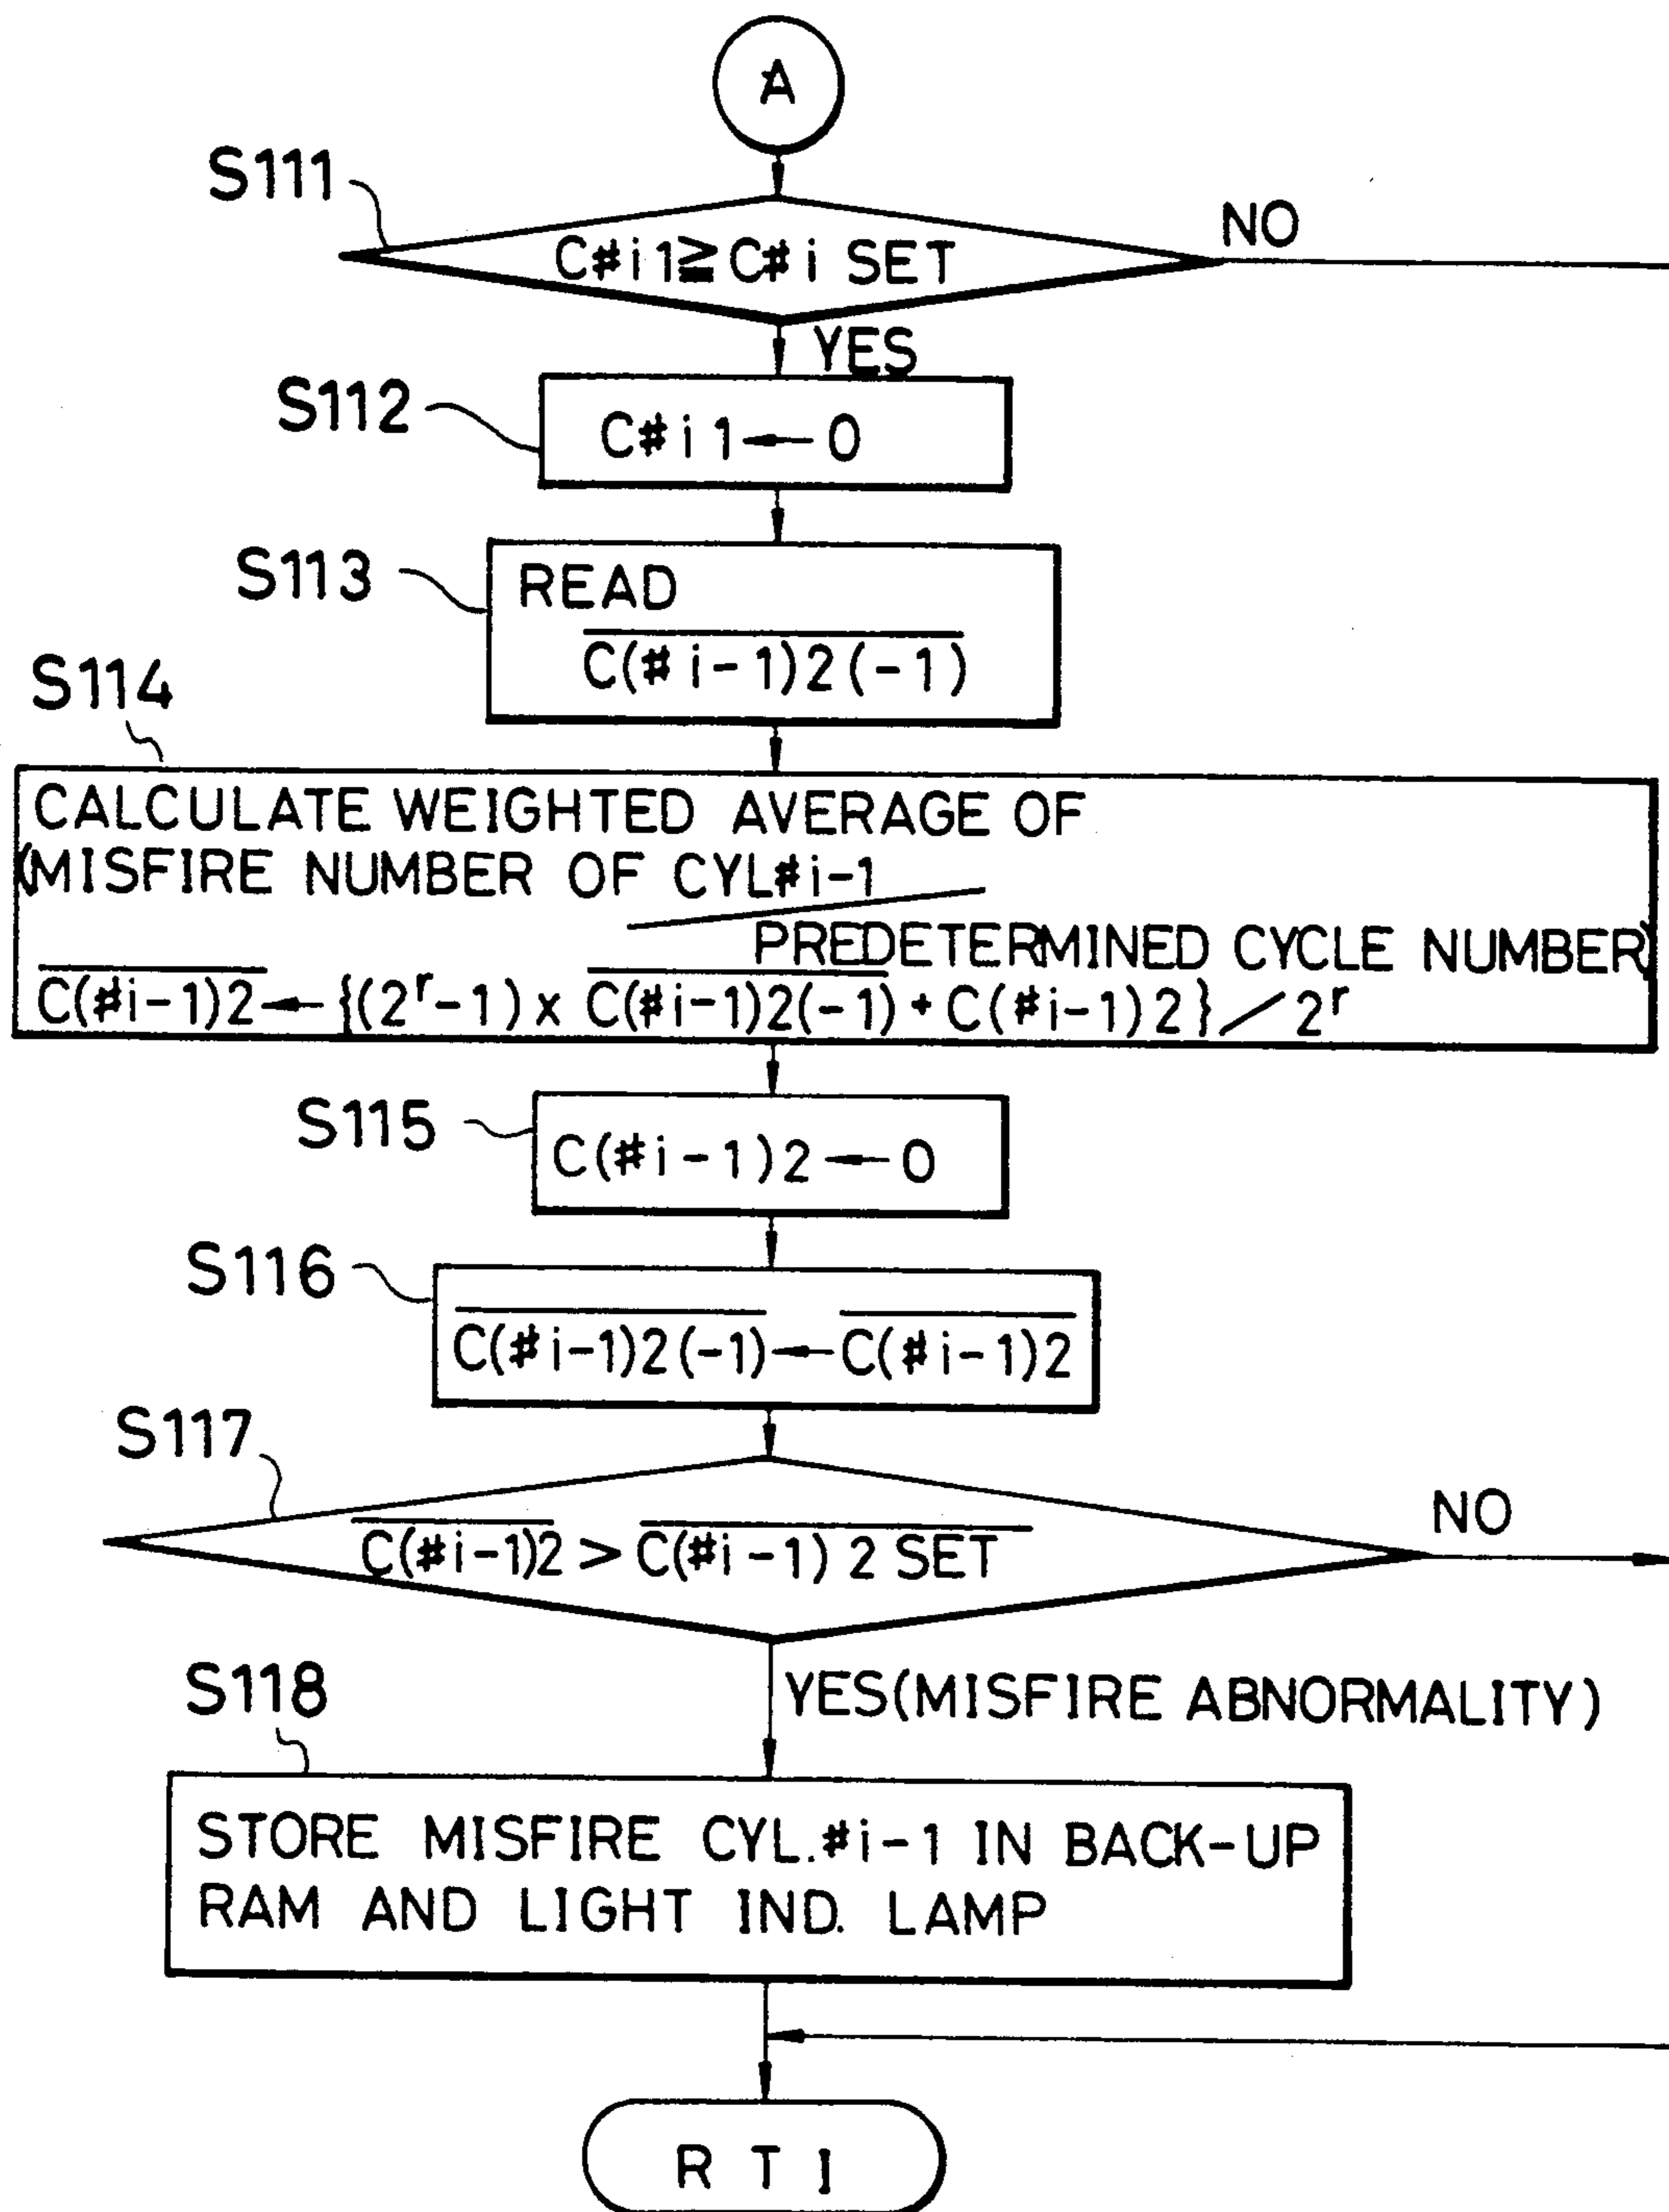 A
S111
C#i1≧C#i SET
NO
YES
S112
C#i1←0
S113
READ
C̅(̅#̅i̅-̅1̅)̅2̅(̅-̅1̅)̅
S114
CALCULATE WEIGHTED AVERAGE OF
(MISFIRE NUMBER OF CYL#i-1
/
PREDETERMINED CYCLE NUMBER)
C̅(̅#̅i̅-̅1̅)̅2̅←{(2ʳ-1)x C̅(̅#̅i̅-̅1̅)̅2̅(̅-̅1̅)̅+C(#i-1)2}/2ʳ
S115
C(#i-1)2←0
S116
C̅(̅#̅i̅-̅1̅)̅2̅(̅-̅1̅)̅←C̅(̅#̅i̅-̅1̅)̅2̅
S117
C̅(̅#̅i̅-̅1̅)̅2̅>C̅(̅#̅i̅-̅1̅)̅2̅ ̅S̅E̅T̅
NO
YES(MISFIRE ABNORMALITY)
S118
STORE MISFIRE CYL.#i-1 IN BACK-UP
RAM AND LIGHT IND. LAMP
RTI